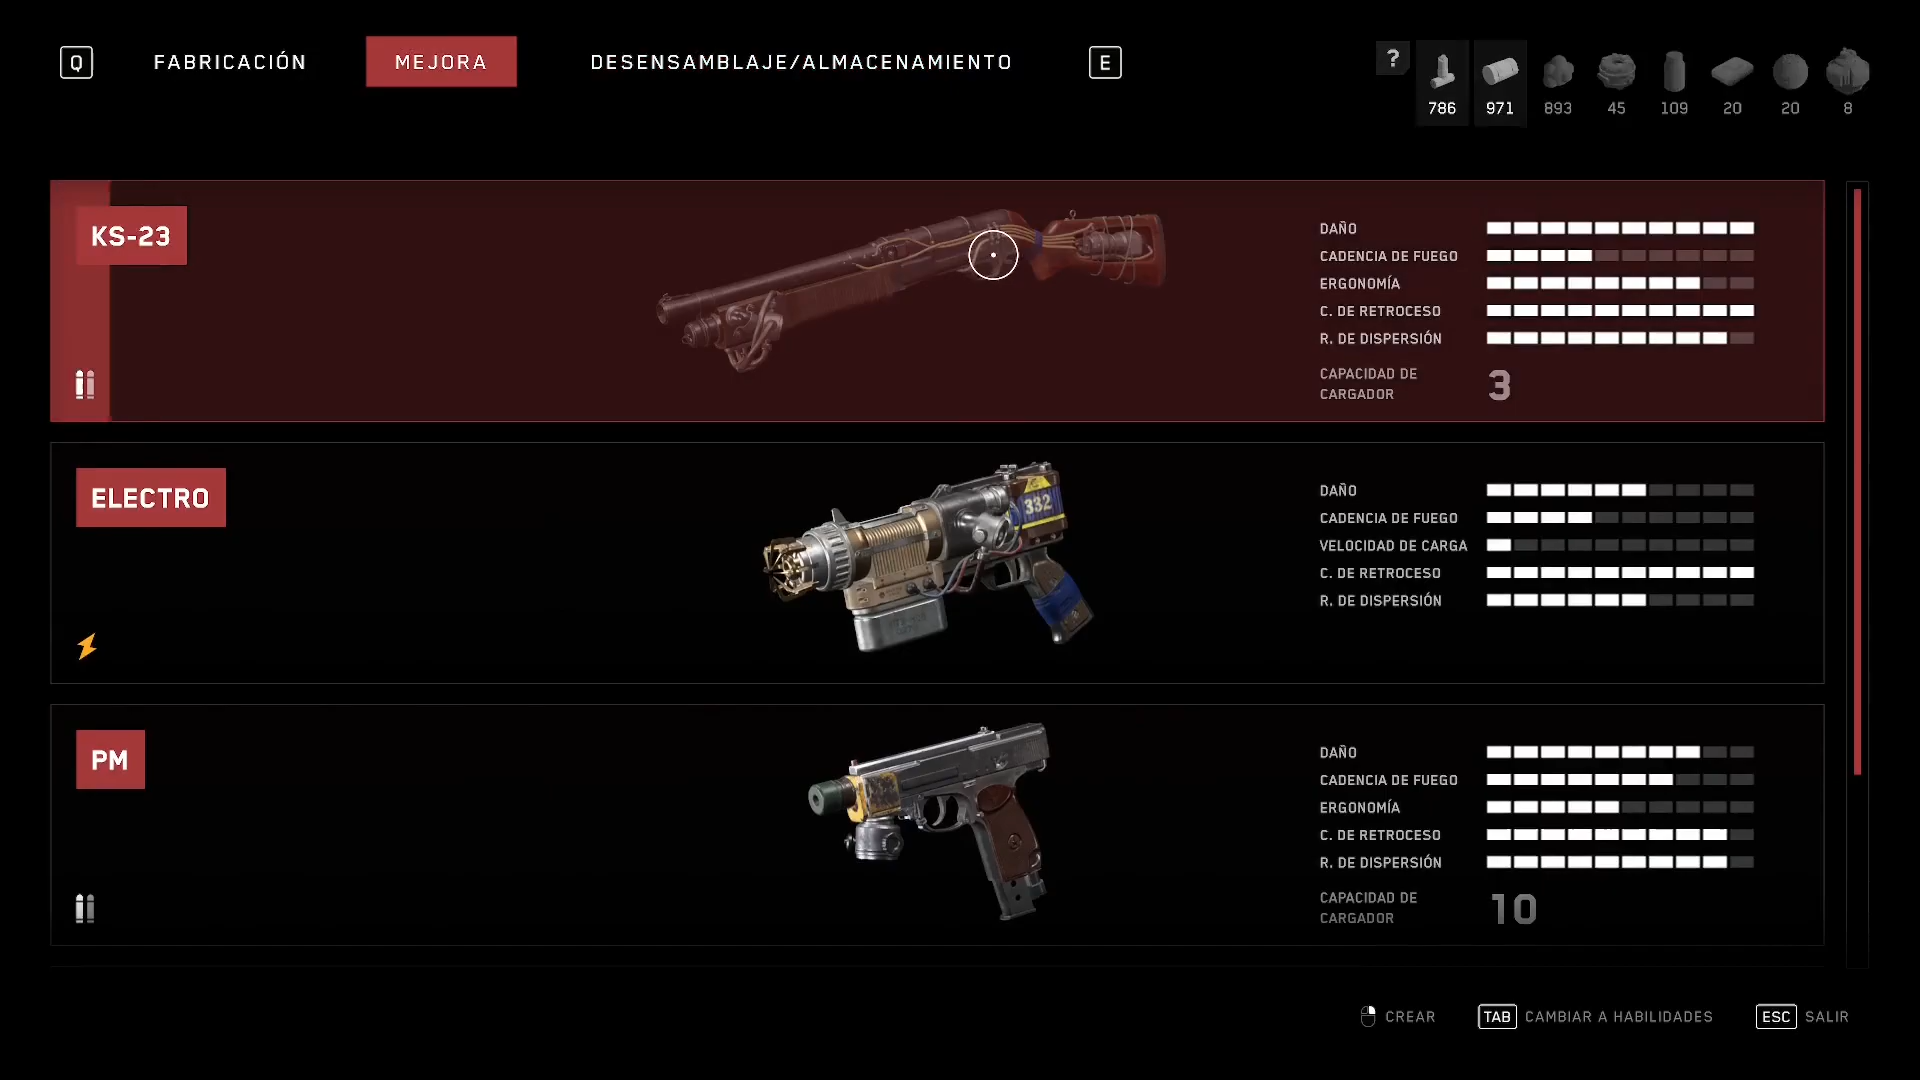 Q FABRICACIÓN MEJORA DESENSAMBLAJE/ALMACENAMIENTO E
?
786 971 893 45 109 20 20 8
KS-23
DAÑO
CADENCIA DE FUEGO
ERGONOMÍA
C. DE RETROCESO
R. DE DISPERSIÓN
CAPACIDAD DE
CARGADOR
3
ELECTRO
332
DAÑO
CADENCIA DE FUEGO
VELOCIDAD DE CARGA
C. DE RETROCESO
R. DE DISPERSIÓN
PM
DAÑO
CADENCIA DE FUEGO
ERGONOMÍA
C. DE RETROCESO
R. DE DISPERSIÓN
CAPACIDAD DE
CARGADOR
10
CREAR TAB CAMBIAR A HABILIDADES ESC SALIR